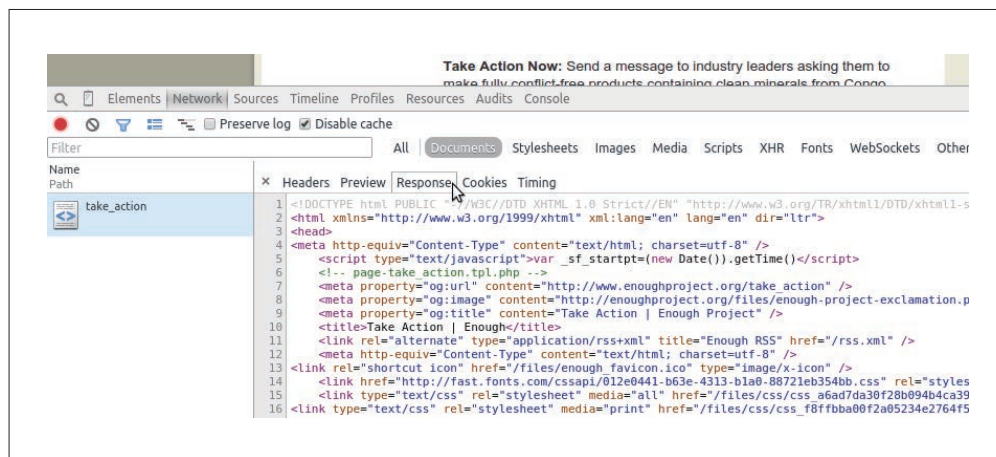 Take Action Now: Send a message to industry leaders asking them to
make fully conflict-free products containing clean minerals from Congo
Elements Network Sources Timeline Profiles Resources Audits Console
Preserve log Disable cache
Filter All Documents Stylesheets Images Media Scripts XHR Fonts WebSockets Other
Name
Path
× Headers Preview Response Cookies Timing
take_action
1 <!DOCTYPE html PUBLIC "-//W3C//DTD XHTML 1.0 Strict//EN" "http://www.w3.org/TR/xhtml1/DTD/xhtml1-s
2 <html xmlns="http://www.w3.org/1999/xhtml" xml:lang="en" lang="en" dir="ltr">
3 <head>
4 <meta http-equiv="Content-Type" content="text/html; charset=utf-8" />
5 <script type="text/javascript">var _sf_startpt=(new Date()).getTime()</script>
6 <!-- page-take_action.tpl.php -->
7 <meta property="og:url" content="http://www.enoughproject.org/take_action" />
8 <meta property="og:image" content="http://enoughproject.org/files/enough-project-exclamation.p
9 <meta property="og:title" content="Take Action | Enough Project" />
10 <title>Take Action | Enough</title>
11 <link rel="alternate" type="application/rss+xml" title="Enough RSS" href="/rss.xml" />
12 <meta http-equiv="Content-Type" content="text/html; charset=utf-8" />
13 <link rel="shortcut icon" href="/files/enough_favicon.ico" type="image/x-icon" />
14 <link href="http://fast.fonts.com/cssapi/012e0441-b63e-4313-b1a0-88721eb354bb.css" rel="styles
15 <link type="text/css" rel="stylesheet" media="all" href="/files/css/css_a6ad7da30f28b094b4ca39
16 <link type="text/css" rel="stylesheet" media="print" href="/files/css/css_f8ffbba00f2a05234e2764f5